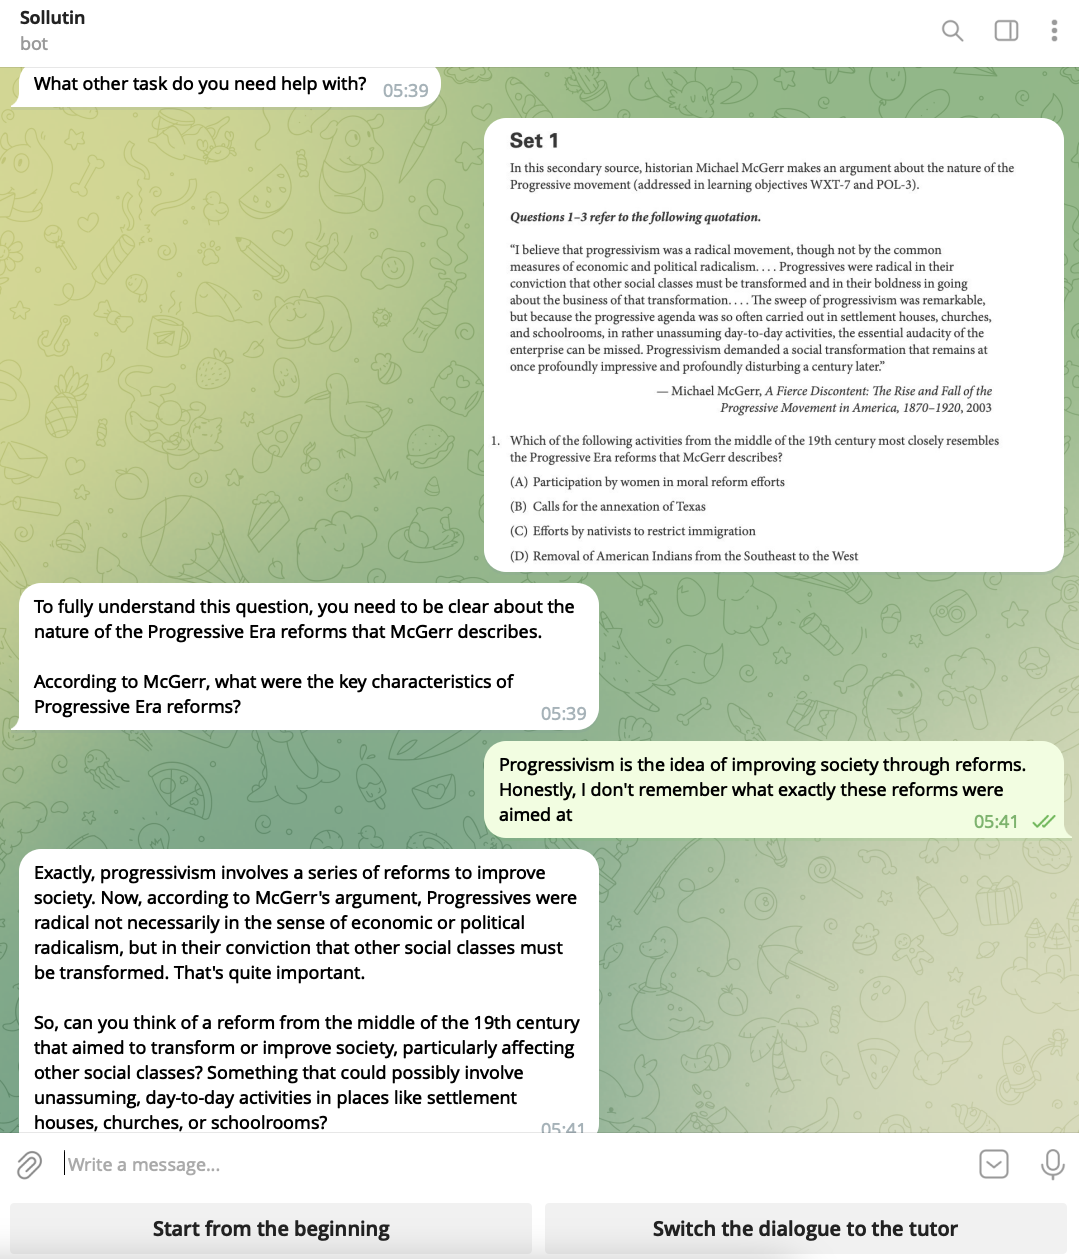 Sollutin
bot
What other task do you need help with?
05:39
Set 1
In this secondary source, historian Michael McGerr makes an argument about the nature of the
Progressive movement (addressed in learning objectives WXT-7 and POL-3).
Questions 1–3 refer to the following quotation.
“I believe that progressivism was a radical movement, though not by the common
measures of economic and political radicalism. . . . Progressives were radical in their
conviction that other social classes must be transformed and in their boldness in going
about the business of that transformation. . . . The sweep of progressivism was remarkable,
but because the progressive agenda was so often carried out in settlement houses, churches,
and schoolrooms, in rather unassuming day-to-day activities, the essential audacity of the
enterprise can be missed. Progressivism demanded a social transformation that remains at
once profoundly impressive and profoundly disturbing a century later.”
— Michael McGerr, A Fierce Discontent: The Rise and Fall of the
Progressive Movement in America, 1870–1920, 2003
1. Which of the following activities from the middle of the 19th century most closely resembles
the Progressive Era reforms that McGerr describes?
(A) Participation by women in moral reform efforts
(B) Calls for the annexation of Texas
(C) Efforts by nativists to restrict immigration
(D) Removal of American Indians from the Southeast to the West
To fully understand this question, you need to be clear about the
nature of the Progressive Era reforms that McGerr describes.
According to McGerr, what were the key characteristics of
Progressive Era reforms?
05:39
Progressivism is the idea of improving society through reforms.
Honestly, I don't remember what exactly these reforms were
aimed at
05:41
Exactly, progressivism involves a series of reforms to improve
society. Now, according to McGerr's argument, Progressives were
radical not necessarily in the sense of economic or political
radicalism, but in their conviction that other social classes must
be transformed. That's quite important.
So, can you think of a reform from the middle of the 19th century
that aimed to transform or improve society, particularly affecting
other social classes? Something that could possibly involve
unassuming, day-to-day activities in places like settlement
houses, churches, or schoolrooms?
05:41
Write a message...
Start from the beginning
Switch the dialogue to the tutor